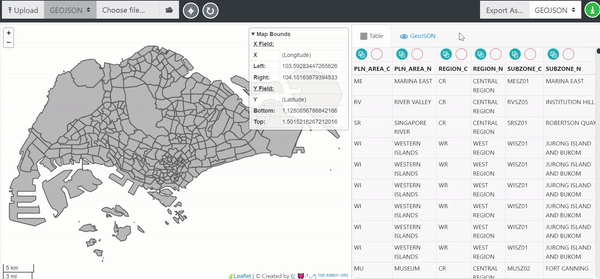 Upload GEOJSON Choose file... Export As... GEOJSON
+
−
▾ Map Bounds
X Field:
X (Longitude)
Left: 103.59283447265626
Right:
Y Field:
Y (Latitude)
Bottom:
Top: 1.5015218267212016
5 km
3 mi
Leaflet | © Created by
Table GeoJSON
PLN_AREA_C PLN_AREA_N REGION_C REGION_N SUBZONE_C SUBZONE_N
ME MARINA EAST CR CENTRAL REGION MESZ01 MARINA EAST
RV RIVER VALLEY CR CENTRAL REGION RVSZ05 INSTITUTION HILL
SR SINGAPORE RIVER CR CENTRAL REGION SRSZ01 ROBERTSON QUAY
WI WESTERN ISLANDS WR WEST REGION WISZ01 JURONG ISLAND AND BUKOM
WI WESTERN ISLANDS WR WEST REGION WISZ01 JURONG ISLAND AND BUKOM
WI WESTERN ISLANDS WR WEST REGION WISZ01 JURONG ISLAND AND BUKOM
WI WESTERN ISLANDS WR WEST REGION WISZ01 JURONG ISLAND AND BUKOM
WI WESTERN ISLANDS WR WEST REGION WISZ01 JURONG ISLAND AND BUKOM
MU MUSEUM CR CENTRAL MUSZ02 FORT CANNING